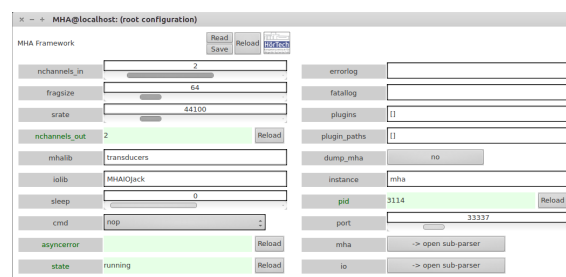 MHA@localhost: (root configuration)
MHA Framework
Read
Save
Reload
HörTech
nchannels_in
2
fragsize
64
srate
44100
nchannels_out
2
Reload
mhalib
transducers
iolib
MHAIOJack
sleep
0
cmd
nop
asyncerror
Reload
state
running
Reload
errorlog
fatallog
plugins
[]
plugin_paths
[]
dump_mha
no
instance
mha
pid
3114
Reload
port
33337
mha
-> open sub-parser
io
-> open sub-parser